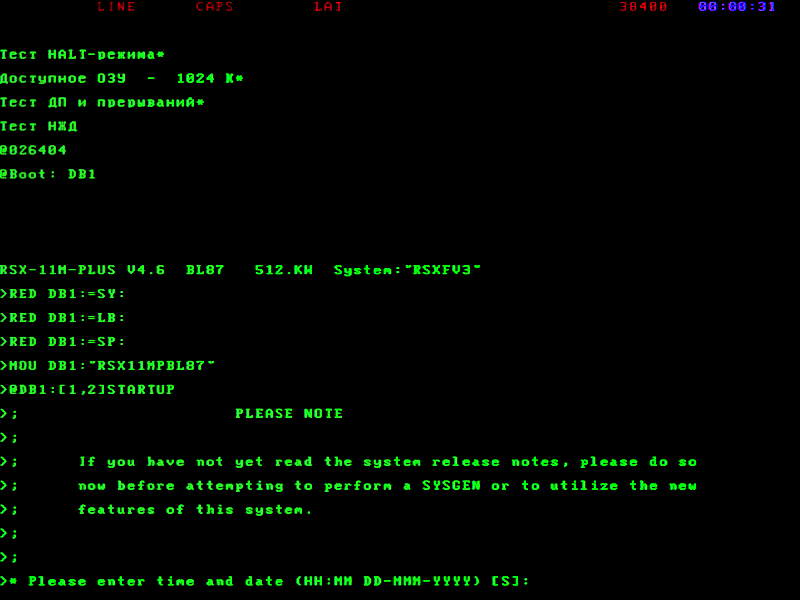 LINE CAPS LAT 38400 00:00:31
Тест HALT-режима*
Доступное ОЗУ - 1024 К*
Тест ДП и прерываний*
Тест НЖД
@026404
@Boot: DB1
RSX-11M-PLUS V4.6 BL87 512.KW System:"RSXFV3"
>RED DB1:=SY:
>RED DB1:=LB:
>RED DB1:=SP:
>MOU DB1:"RSX11MPBL87"
>@DB1:[1,2]STARTUP
>; PLEASE NOTE
>;
>; If you have not yet read the system release notes, please do so
>; now before attempting to perform a SYSGEN or to utilize the new
>; features of this system.
>;
>;
>* Please enter time and date (HH:MM DD-MMM-YYYY) [S]: